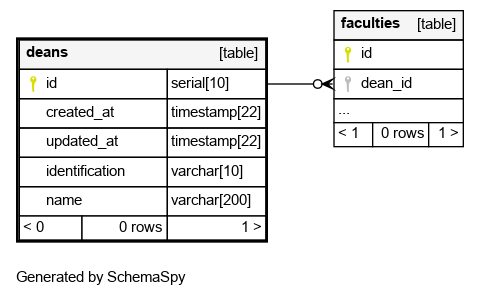 deans [table]
id serial[10]
created_at timestamp[22]
updated_at timestamp[22]
identification varchar[10]
name varchar[200]
< 0 0 rows 1 >
faculties [table]
id
dean_id
...
< 1 0 rows 1 >
Generated by SchemaSpy